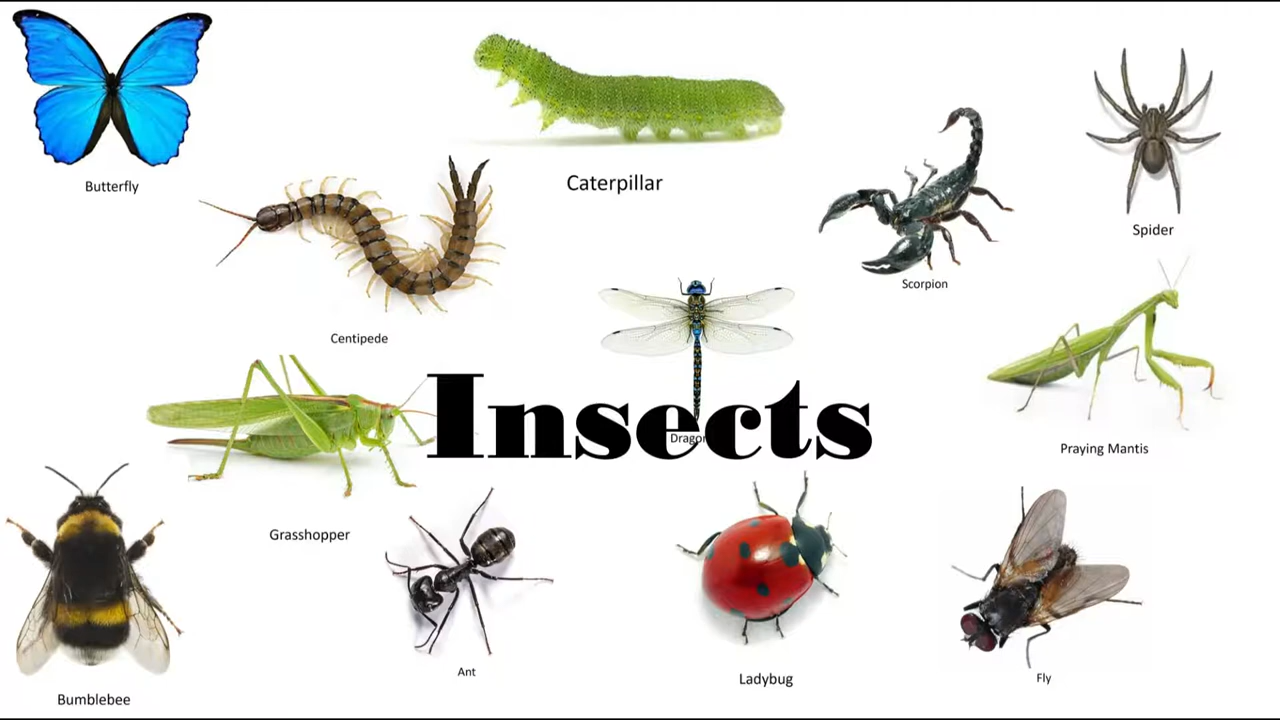 Butterfly
Caterpillar
Spider
Scorpion
Centipede
Insects
Praying Mantis
Grasshopper
Ant
Ladybug
Fly
Bumblebee